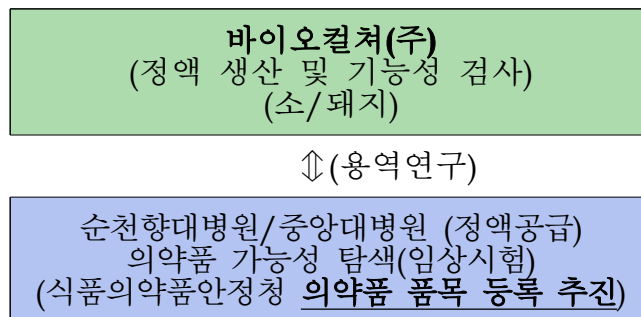 바이오컬쳐(주)
(정액 생산 및 기능성 검사)
(소/돼지)
⇕(용역연구)
순천향대병원/중앙대병원 (정액공급)
의약품 가능성 탐색(임상시험)
(식품의약품안정청 의약품 품목 등록 추진)